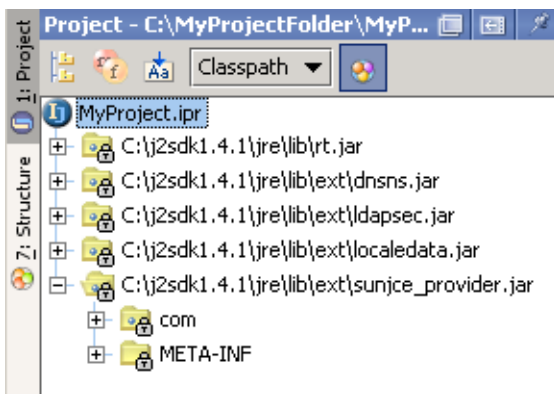 Project - C:\MyProjectFolder\MyP...
1: Project
7: Structure
Classpath
MyProject.ipr
C:\j2sdk1.4.1\jre\lib\rt.jar
C:\j2sdk1.4.1\jre\lib\ext\dnsns.jar
C:\j2sdk1.4.1\jre\lib\ext\ldapsec.jar
C:\j2sdk1.4.1\jre\lib\ext\localedata.jar
C:\j2sdk1.4.1\jre\lib\ext\sunjce_provider.jar
com
META-INF